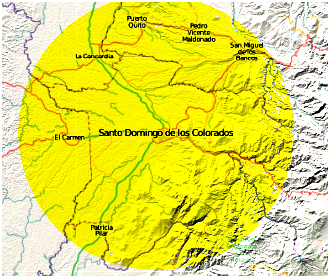 Puerto
Quito
Pedro
Vicente
Maldonado
San Miguel
de los
Bancos
La Concordia
Santo Domingo de los Colorados
El Carmen
Patricia
Pilar